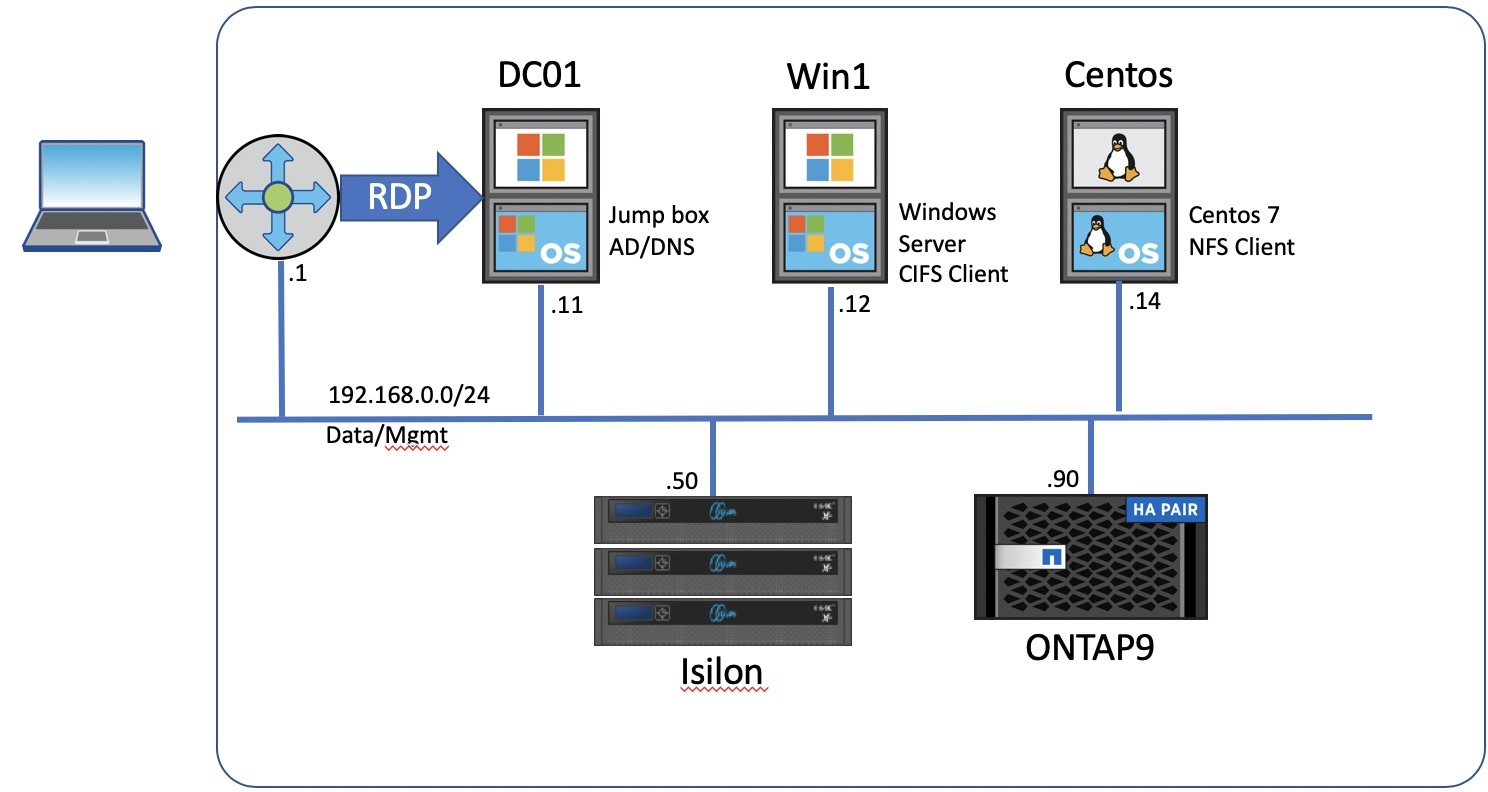 DC01
Win1
Centos
RDP
OS
Jump box
AD/DNS
OS
Windows
Server
CIFS Client
OS
Centos 7
NFS Client
.1
.11
.12
.14
192.168.0.0/24
Data/Mgmt
.50
.90
HA PAIR
Isilon
ONTAP9